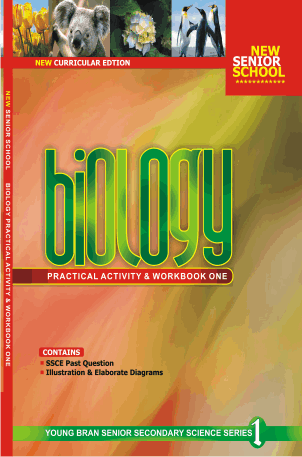 NEW CURRICULAR EDTION
NEW
SENIOR
SCHOOL
************
NEW SENIOR SCHOOL BIOLOGY PRACTICAL ACTIVITY & WORKBOOK ONE
biology
PRACTICAL ACTIVITY & WORKBOOK ONE
CONTAINS
SSCE Past Question
Illustration & Elaborate Diagrams
YOUNG BRAN SENIOR SECONDARY SCIENCE SERIES 1